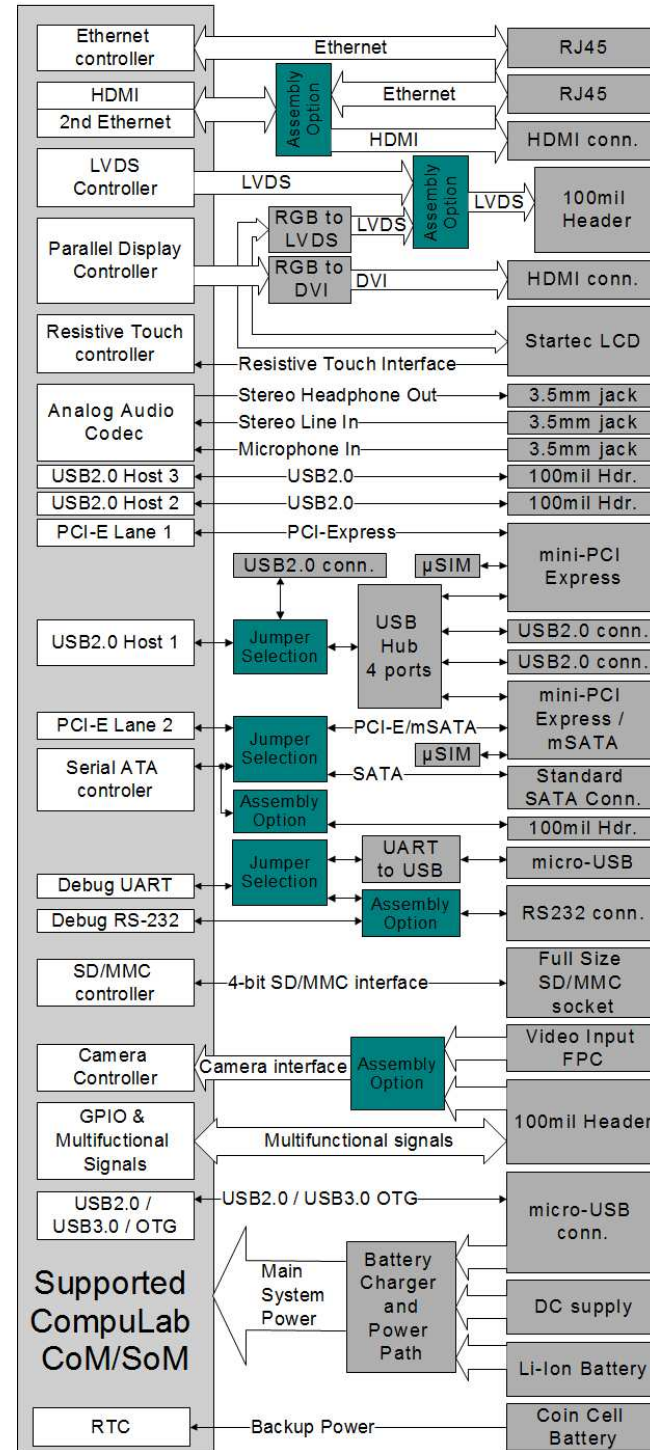 Ethernet
controller
Ethernet
RJ45
HDMI
2nd Ethernet
Assembly
Option
Ethernet
RJ45
HDMI
HDMI conn.
LVDS
Controller
LVDS
Assembly
Option
LVDS
100mil
Header
RGB to
LVDS
LVDS
Parallel Display
Controller
RGB to
DVI
DVI
HDMI conn.
Resistive Touch
controller
Startec LCD
Resistive Touch Interface
Analog Audio
Codec
Stereo Headphone Out
3.5mm jack
Stereo Line In
3.5mm jack
Microphone In
3.5mm jack
USB2.0 Host 3
USB2.0
100mil Hdr.
USB2.0 Host 2
USB2.0
100mil Hdr.
PCI-E Lane 1
PCI-Express
mini-PCI
Express
USB2.0 conn.
µSIM
USB2.0 Host 1
Jumper
Selection
USB
Hub
4 ports
USB2.0 conn.
USB2.0 conn.
mini-PCI
Express /
mSATA
PCI-E Lane 2
Jumper
Selection
PCI-E/mSATA
µSIM
Serial ATA
controler
SATA
Standard
SATA Conn.
Assembly
Option
100mil Hdr.
Jumper
Selection
UART
to USB
micro-USB
Debug UART
Debug RS-232
Assembly
Option
RS232 conn.
SD/MMC
controller
4-bit SD/MMC interface
Full Size
SD/MMC
socket
Video Input
FPC
Camera
Controller
Camera interface
Assembly
Option
100mil Header
GPIO &
Multifuctional
Signals
Multifunctional signals
USB2.0 /
USB3.0 / OTG
USB2.0 / USB3.0 OTG
micro-USB
conn.
Main
System
Power
Battery
Charger
and
Power
Path
DC supply
Li-Ion Battery
Supported
CompuLab
CoM/SoM
RTC
Backup Power
Coin Cell
Battery